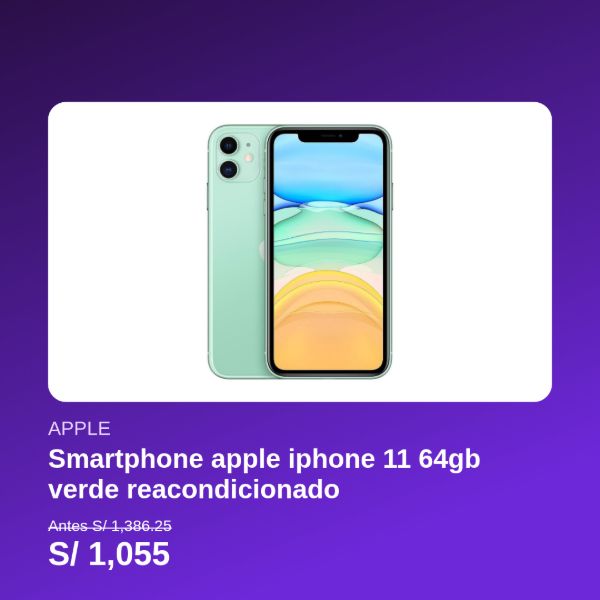 APPLE
Smartphone apple iphone 11 64gb
verde reacondicionado
Antes S/ 1,386.25
S/ 1,055